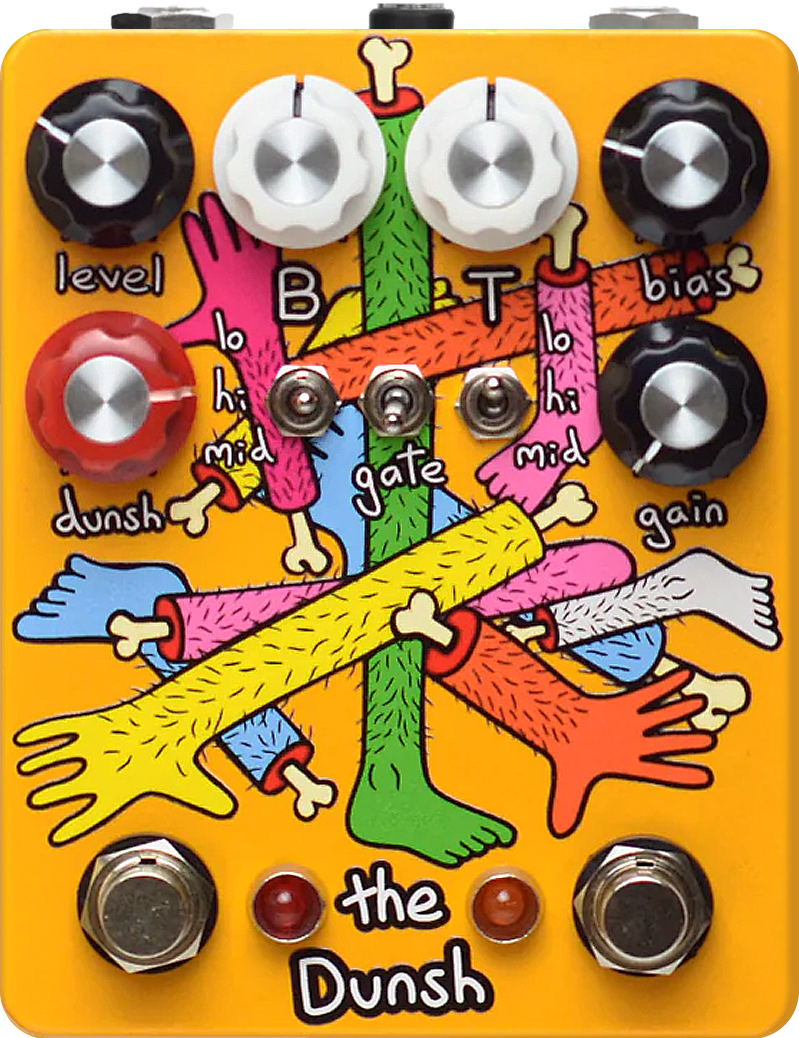 level
B
T
bias
lo
lo
hi
hi
mid
mid
gate
dunsh
gain
the
Dunsh